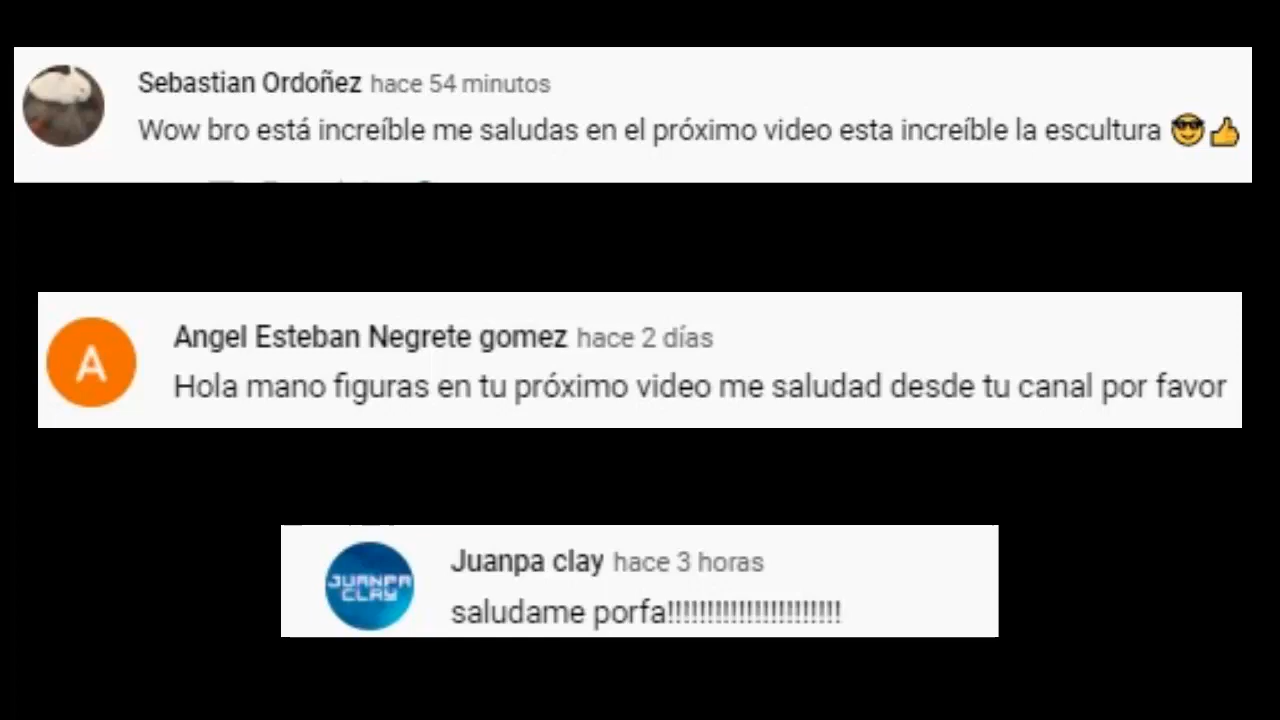 Sebastian Ordoñez hace 54 minutos
Wow bro está increíble me saludas en el próximo video esta increíble la escultura 😎👍
A
Angel Esteban Negrete gomez hace 2 días
Hola mano figuras en tu próximo video me saludad desde tu canal por favor
JUANPA
CLAY
Juanpa clay hace 3 horas
saludame porfa!!!!!!!!!!!!!!!!!!!!!!